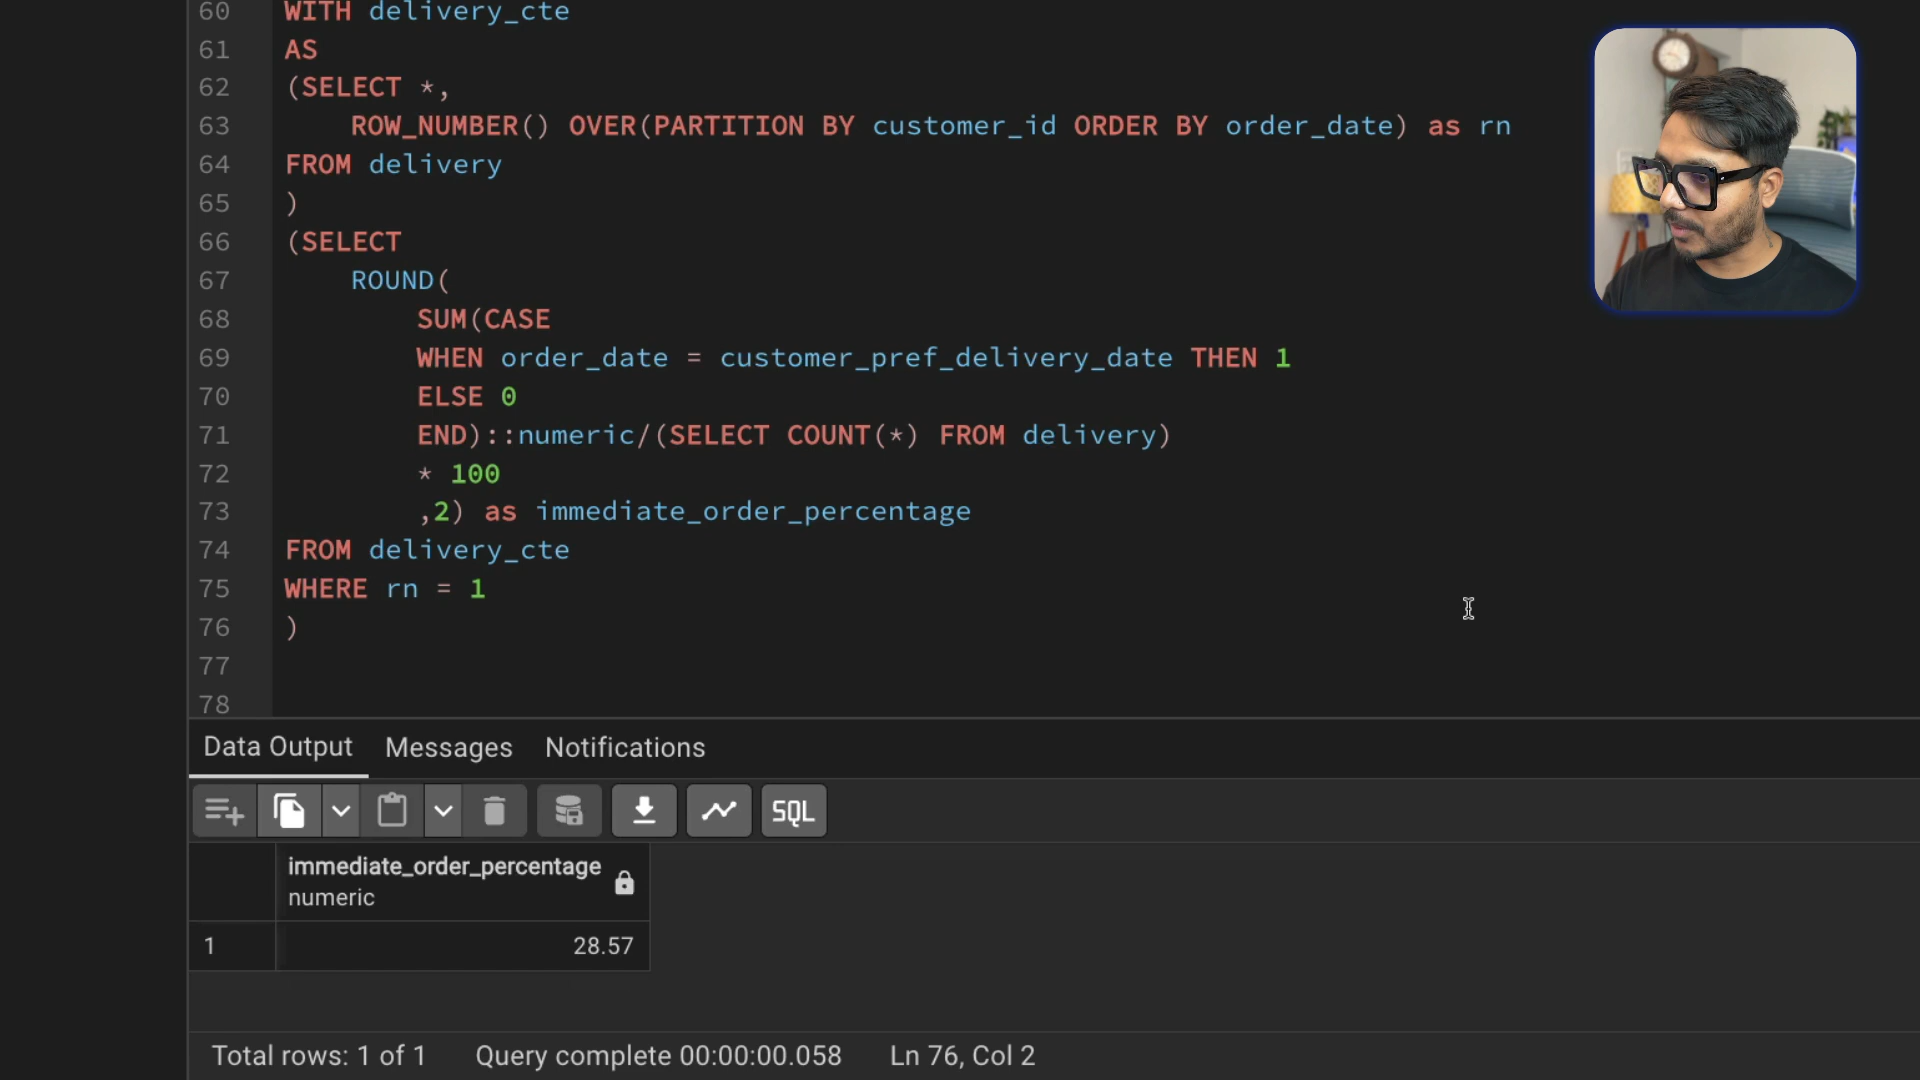 60 WITH delivery_cte
61 AS
62 (SELECT *,
63 ROW_NUMBER() OVER(PARTITION BY customer_id ORDER BY order_date) as rn
64 FROM delivery
65 )
66 (SELECT
67 ROUND(
68 SUM(CASE
69 WHEN order_date = customer_pref_delivery_date THEN 1
70 ELSE 0
71 END)::numeric/(SELECT COUNT(*) FROM delivery)
72 * 100
73 ,2) as immediate_order_percentage
74 FROM delivery_cte
75 WHERE rn = 1
76 )
77
78
Data Output Messages Notifications
SQL
immediate_order_percentage
numeric
1 28.57
Total rows: 1 of 1 Query complete 00:00:00.058 Ln 76, Col 2